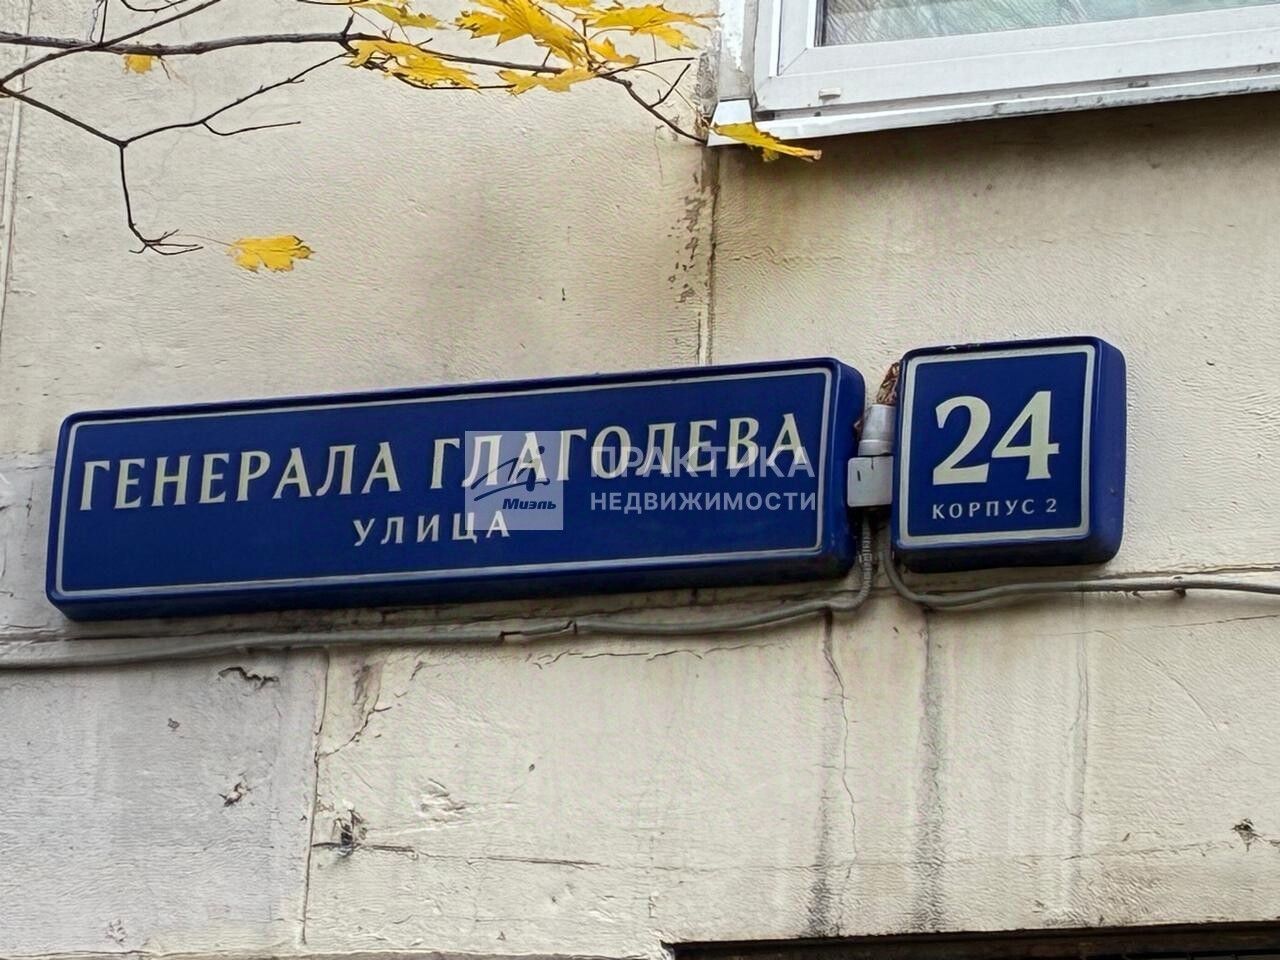 ГЕНЕРАЛА ГЛАГОЛЕВА
УЛИЦА
24
КОРПУС 2
Миэль
ПРАКТИКА
НЕДВИЖИМОСТИ